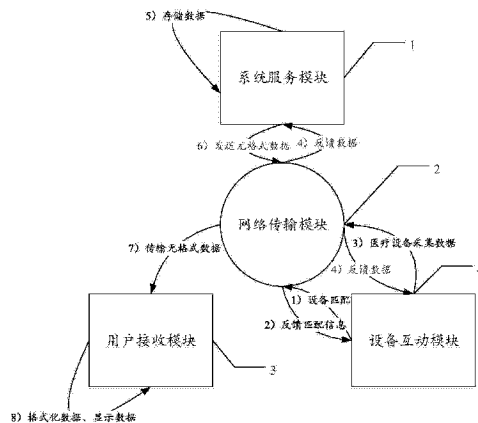 5）存储数据
系统服务模块
1
6）发送无格式数据
4）反馈数据
2
网络传输模块
3）医疗设备采集数据
7）传输无格式数据
4）反馈数据
1）设备匹配
2）反馈匹配信息
用户接收模块
设备互动模块
3
8）格式化数据、显示数据